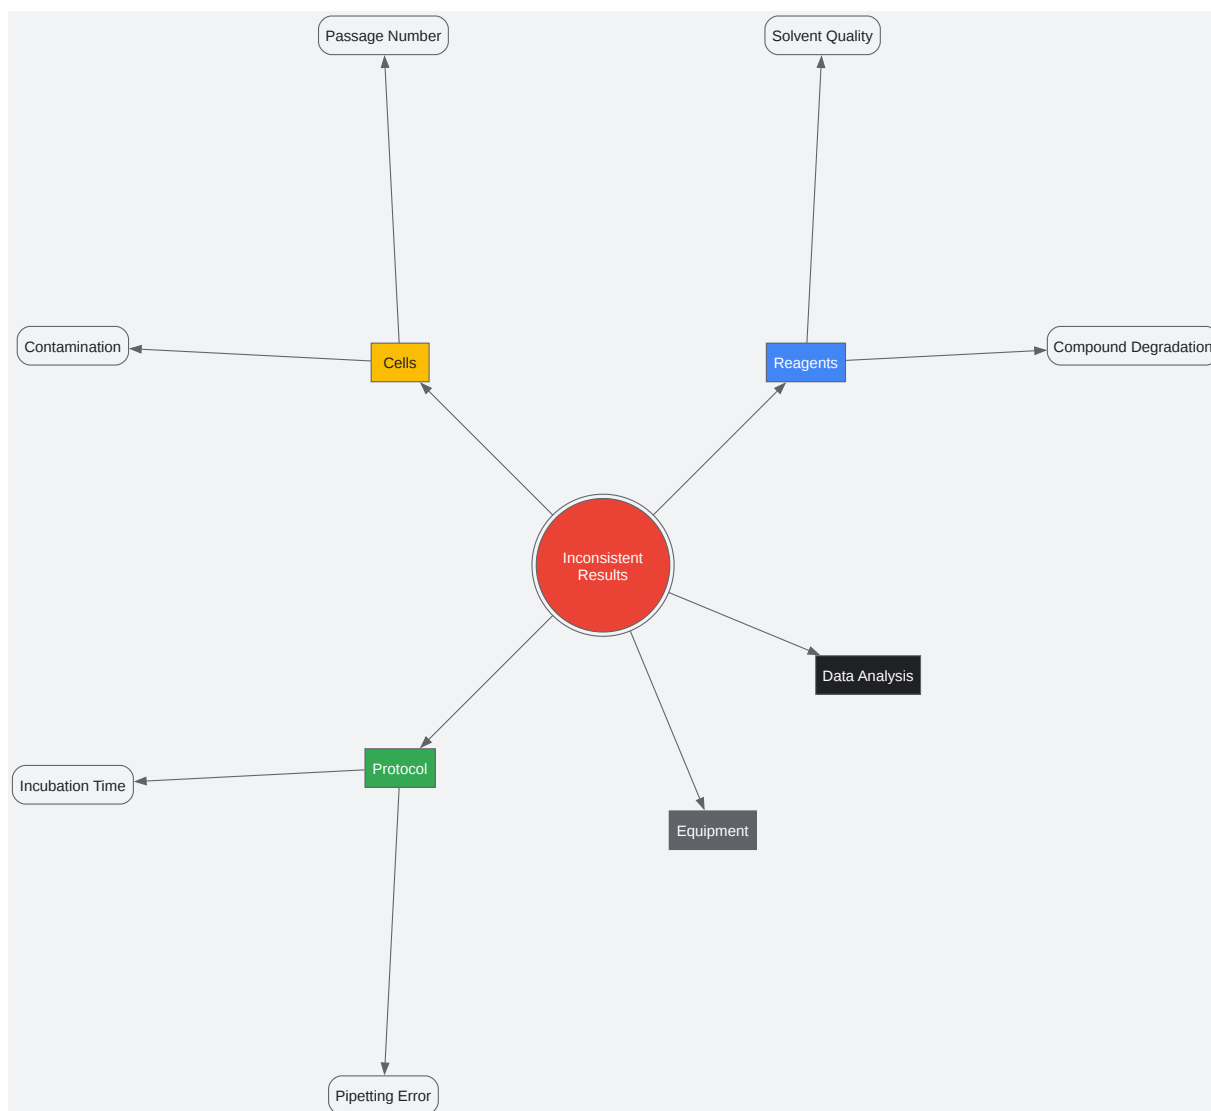 Passage Number
Solvent Quality
Contamination
Compound Degradation
Cells
Reagents
Inconsistent
Results
Data Analysis
Protocol
Incubation Time
Equipment
Pipetting Error